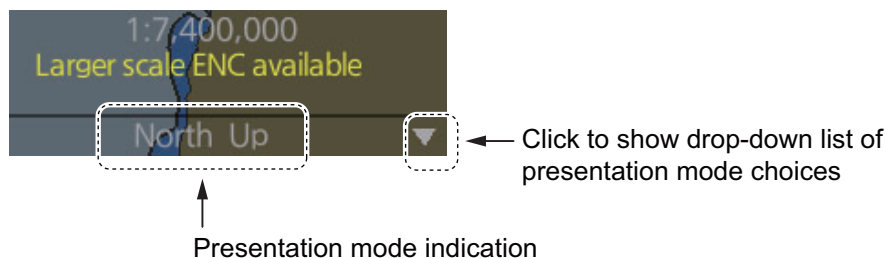 1:7,400,000
Larger scale ENC available
North Up
Click to show drop-down list of
presentation mode choices
Presentation mode indication